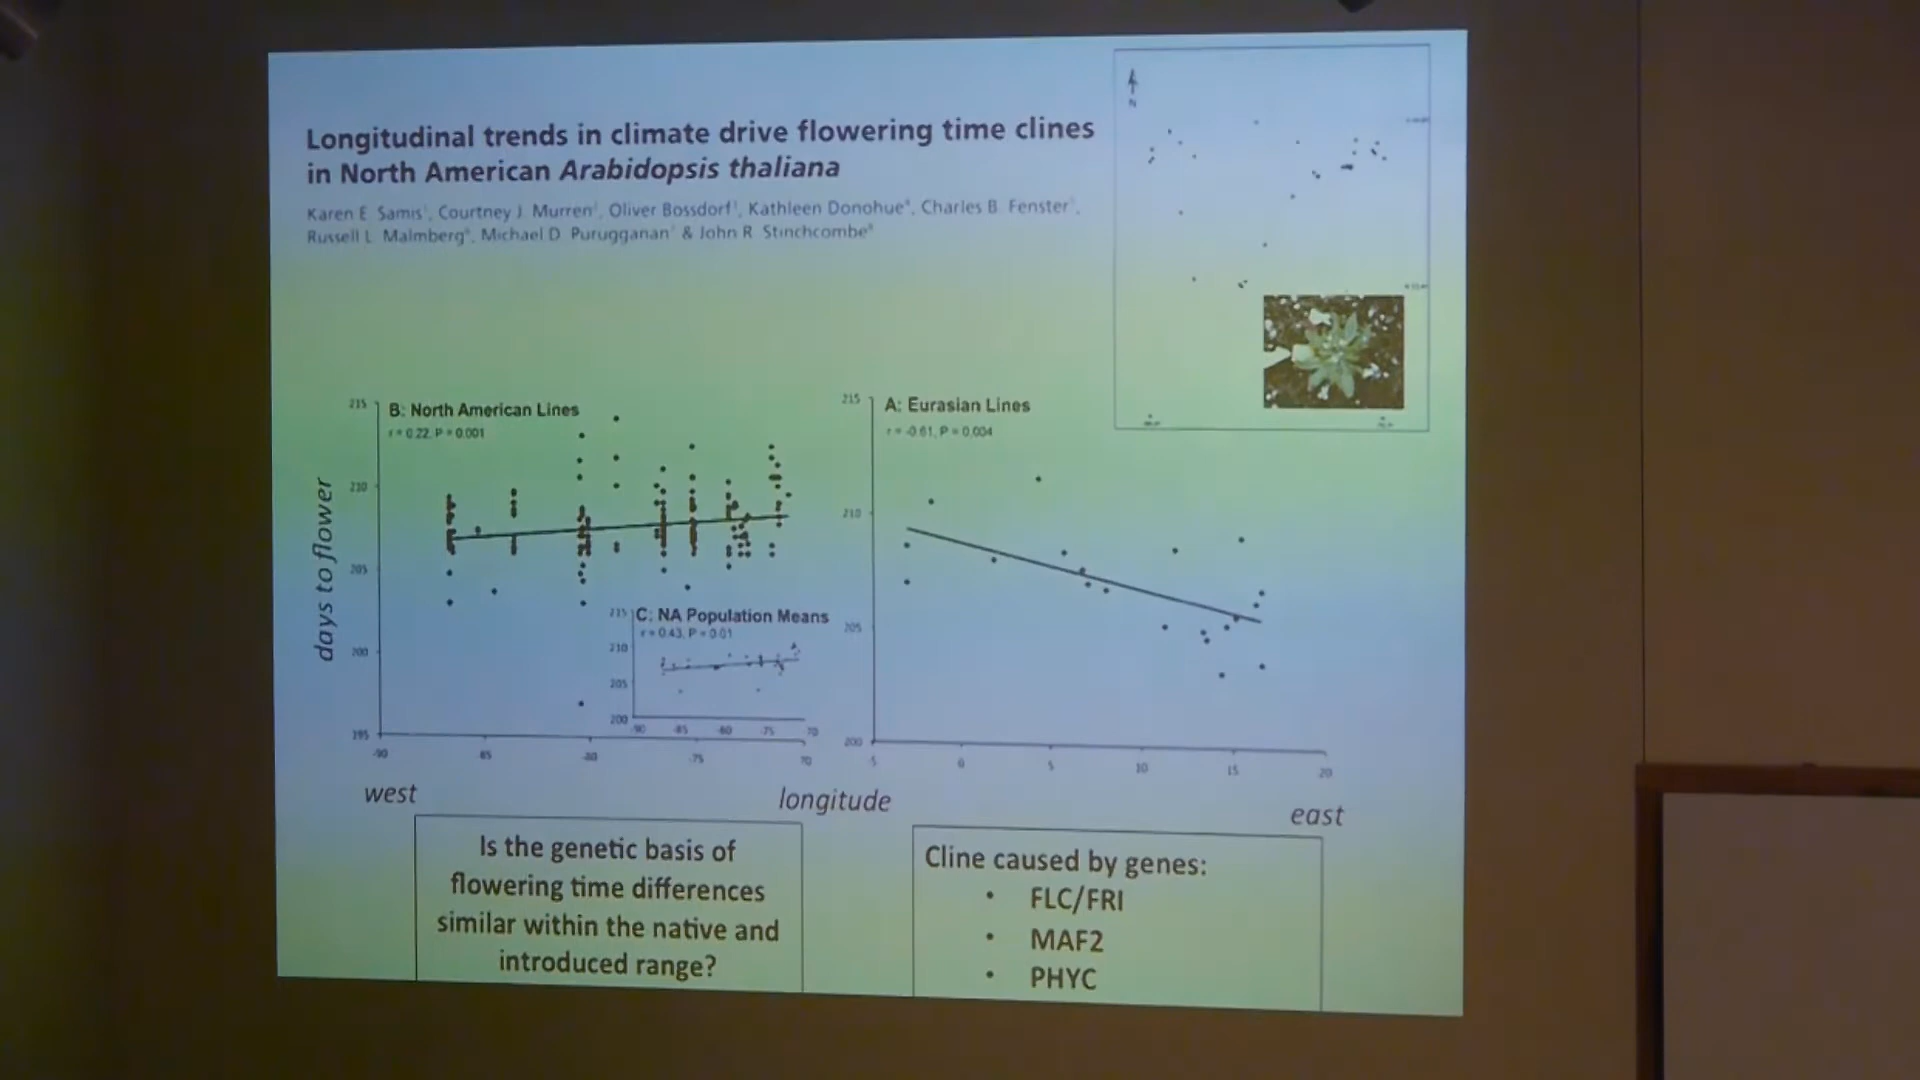 Longitudinal trends in climate drive flowering time clines
in North American Arabidopsis thaliana
Karen E. Samis, Courtney J. Murren, Oliver Bossdorf, Kathleen Donohue, Charles B. Fenster,
Russell L. Malmberg, Michael D. Purugganan & John R. Stinchcombe
N
B: North American Lines
r = 0.22, P = 0.001
215
210
205
200
195
-90
85
-80
-75
70
days to flower
C: NA Population Means
r = 0.43, P = 0.01
215
210
205
200
-90
-85
-80
-75
70
A: Eurasian Lines
r = -0.61, P = 0.004
215
210
205
200
-5
0
5
10
15
20
west
longitude
east
Is the genetic basis of
flowering time differences
similar within the native and
introduced range?
Cline caused by genes:
• FLC/FRI
• MAF2
• PHYC